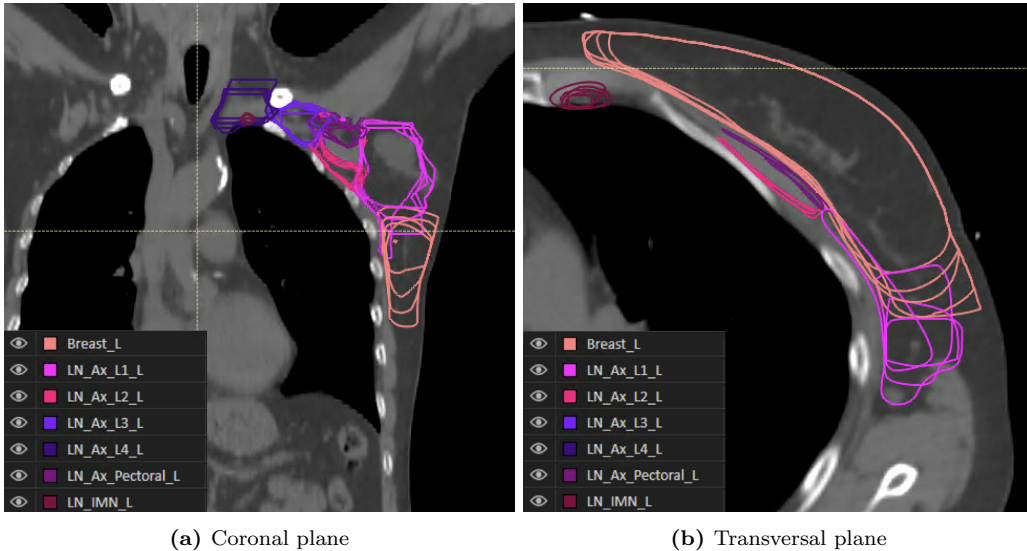 Breast_L
LN_Ax_L1_L
LN_Ax_L2_L
LN_Ax_L3_L
LN_Ax_L4_L
LN_Ax_Pectoral_L
LN_IMN_L
Breast_L
LN_Ax_L1_L
LN_Ax_L2_L
LN_Ax_L3_L
LN_Ax_L4_L
LN_Ax_Pectoral_L
LN_IMN_L
(a) Coronal plane
(b) Transversal plane